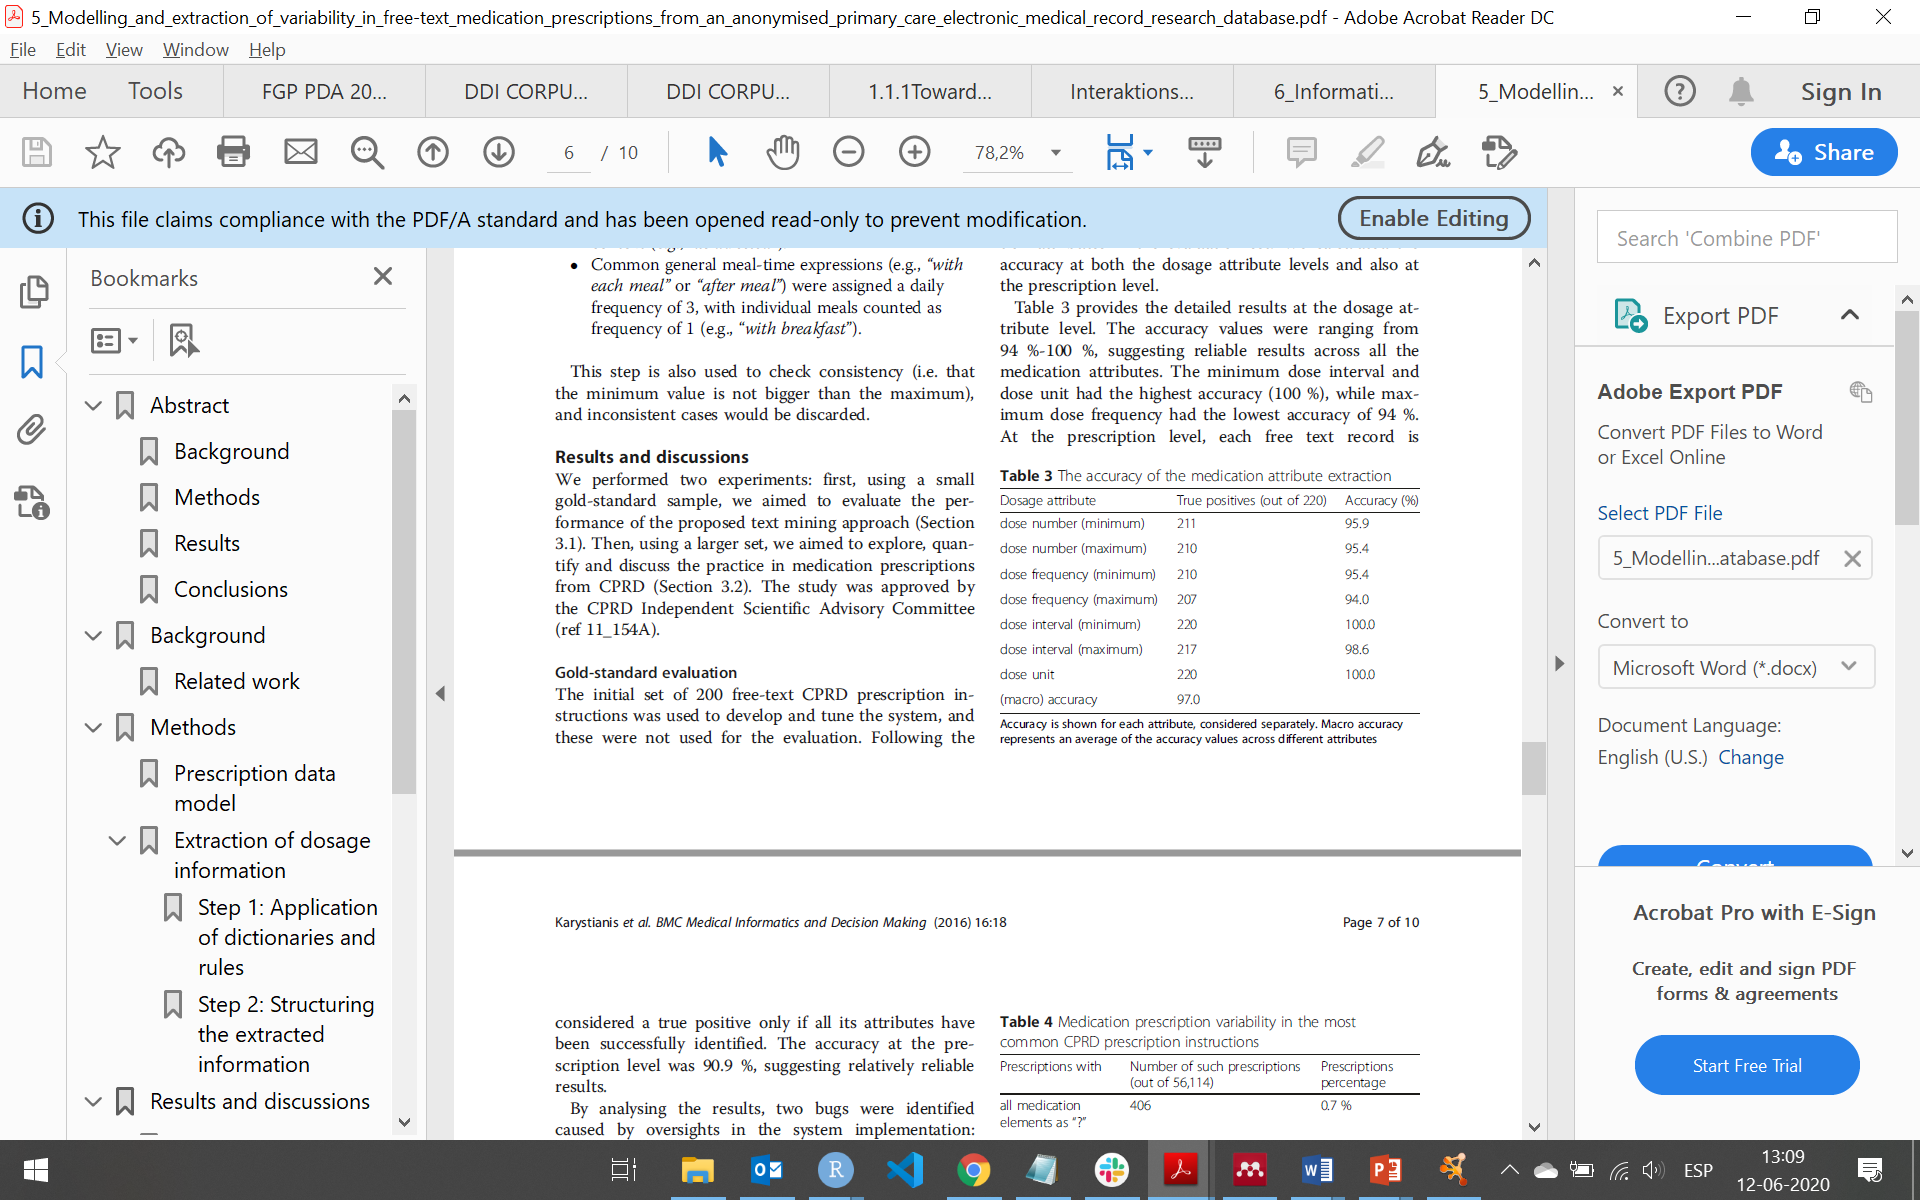 5_Modelling_and_extraction_of_variability_in_free-text_medication_prescriptions_from_an_anonymised_primary_care_electronic_medical_record_research_database.pdf - Adobe Acrobat Reader DC
File Edit View Window Help
Home Tools FGP PDA 20... DDI CORPU... DDI CORPU... 1.1.1Toward... Interaktions... 6_Informati... 5_Modellin... × Sign In
6 / 10 78,2% Share
This file claims compliance with the PDF/A standard and has been opened read-only to prevent modification. Enable Editing
Bookmarks
Abstract
Background
Methods
Results
Conclusions
Background
Related work
Methods
Prescription data
model
Extraction of dosage
information
Step 1: Application
of dictionaries and
rules
Step 2: Structuring
the extracted
information
Results and discussions
• Common general meal-time expressions (e.g., “with
each meal” or “after meal”) were assigned a daily
frequency of 3, with individual meals counted as
frequency of 1 (e.g., “with breakfast”).
This step is also used to check consistency (i.e. that
the minimum value is not bigger than the maximum),
and inconsistent cases would be discarded.
Results and discussions
We performed two experiments: first, using a small
gold-standard sample, we aimed to evaluate the per-
formance of the proposed text mining approach (Section
3.1). Then, using a larger set, we aimed to explore, quan-
tify and discuss the practice in medication prescriptions
from CPRD (Section 3.2). The study was approved by
the CPRD Independent Scientific Advisory Committee
(ref 11_154A).
Gold-standard evaluation
The initial set of 200 free-text CPRD prescription in-
structions was used to develop and tune the system, and
these were not used for the evaluation. Following the
accuracy at both the dosage attribute levels and also at
the prescription level.
Table 3 provides the detailed results at the dosage at-
tribute level. The accuracy values were ranging from
94 %-100 %, suggesting reliable results across all the
medication attributes. The minimum dose interval and
dose unit had the highest accuracy (100 %), while max-
imum dose frequency had the lowest accuracy of 94 %.
At the prescription level, each free text record is
Table 3 The accuracy of the medication attribute extraction
Dosage attribute True positives (out of 220) Accuracy (%)
dose number (minimum) 211 95.9
dose number (maximum) 210 95.4
dose frequency (minimum) 210 95.4
dose frequency (maximum) 207 94.0
dose interval (minimum) 220 100.0
dose interval (maximum) 217 98.6
dose unit 220 100.0
(macro) accuracy 97.0
Accuracy is shown for each attribute, considered separately. Macro accuracy
represents an average of the accuracy values across different attributes
Karystianis et al. BMC Medical Informatics and Decision Making (2016) 16:18 Page 7 of 10
considered a true positive only if all its attributes have
been successfully identified. The accuracy at the pre-
scription level was 90.9 %, suggesting relatively reliable
results.
By analysing the results, two bugs were identified
caused by oversights in the system implementation:
Table 4 Medication prescription variability in the most
common CPRD prescription instructions
Prescriptions with Number of such prescriptions Prescriptions
(out of 56,114) percentage
all medication 406 0.7 %
elements as “?”
Search 'Combine PDF'
Export PDF
Adobe Export PDF
Convert PDF Files to Word
or Excel Online
Select PDF File
5_Modellin...atabase.pdf
Convert to
Microsoft Word (*.docx)
Document Language:
English (U.S.) Change
Convert
Acrobat Pro with E-Sign
Create, edit and sign PDF
forms & agreements
Start Free Trial
ESP
13:09
12-06-2020